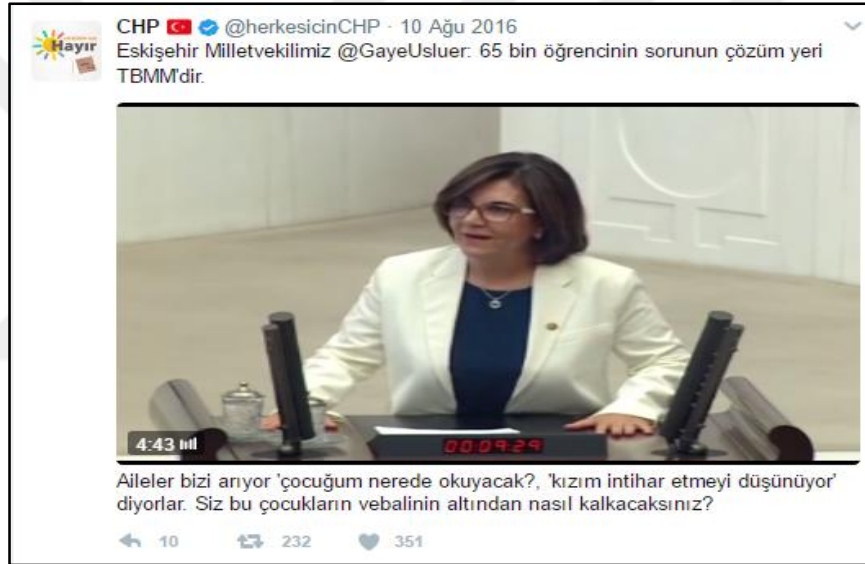 CHP @herkesicinCHP · 10 Ağu 2016
Hayır
Eskişehir Milletvekilimiz @GayeUsluer: 65 bin öğrencinin sorunun çözüm yeri
TBMM'dir.
4:43
00:09:29
Aileler bizi arıyor 'çocuğum nerede okuyacak?, 'kızım intihar etmeyi düşünüyor'
diyorlar. Siz bu çocukların vebalinin altından nasıl kalkacaksınız?
10 232 351